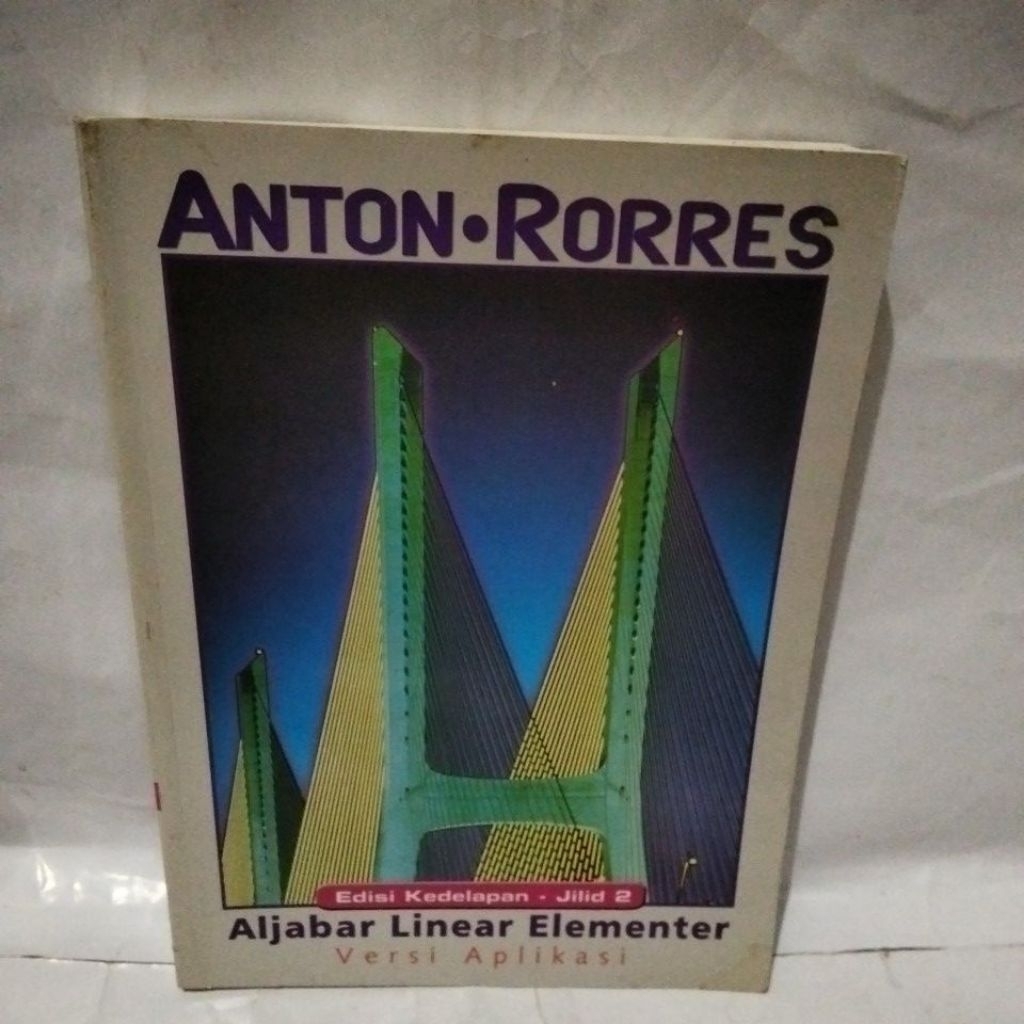 ANTON•RORRES
Edisi Kedelapan - Jilid 2
Aljabar Linear Elementer
Versi Aplikasi